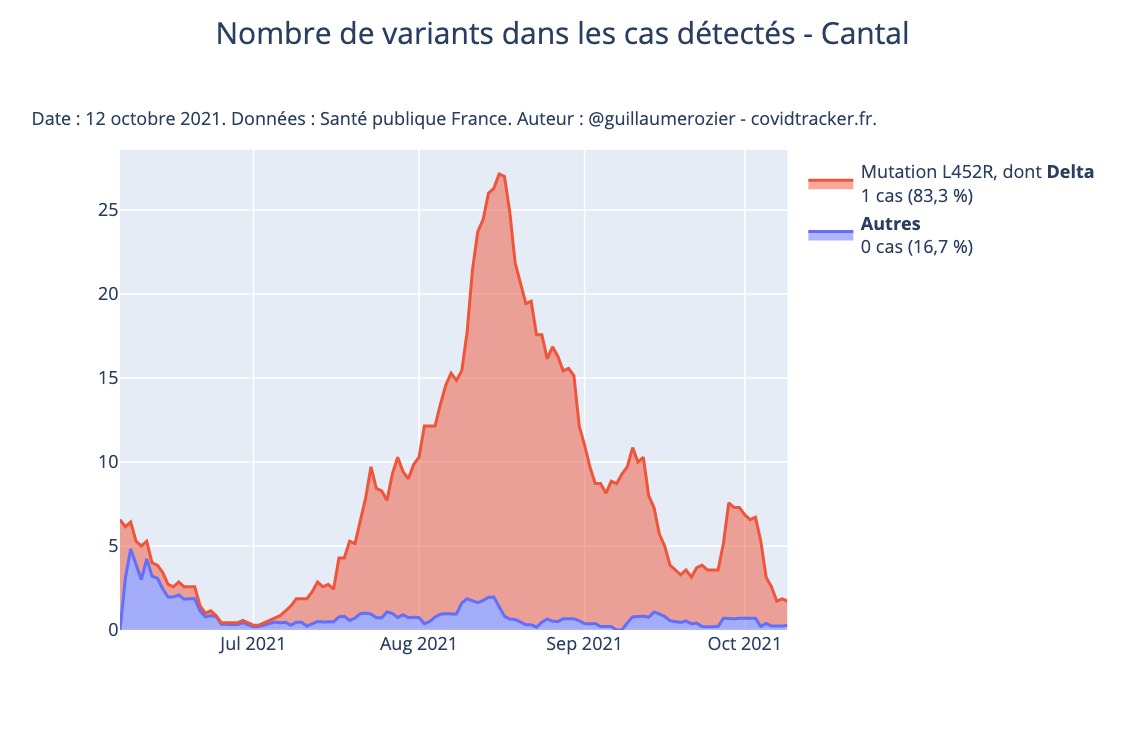 Nombre de variants dans les cas détectés - Cantal
Date : 12 octobre 2021. Données : Santé publique France. Auteur : @guillaumerozier - covidtracker.fr.
Mutation L452R, dont Delta
1 cas (83,3 %)
Autres
0 cas (16,7 %)
25
20
15
10
5
0
Jul 2021
Aug 2021
Sep 2021
Oct 2021